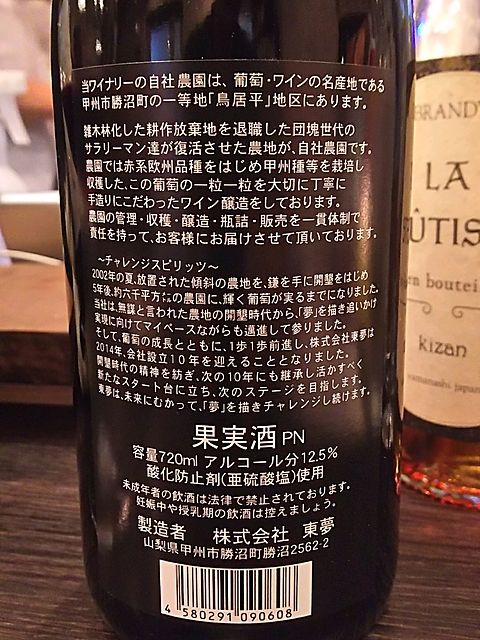 当ワイナリーの自社農園は、葡萄・ワインの名産地である
甲州市勝沼町の一等地「鳥居平」地区にあります。
雑木林化した耕作放棄地を退職した団塊世代の
サラリーマン達が復活させた農地が、自社農園です。
農園では赤系欧州品種をはじめ甲州種等を栽培し
収穫した、この葡萄の一粒一粒を大切に丁寧に
手造りにこだわったワイン醸造をしております。
農園の管理・収穫・醸造・瓶詰・販売を一貫体制で
責任を持って、お客様にお届けさせて頂いております。
～チャレンジスピリッツ～
2002年の夏、放置された傾斜の農地を、鎌を手に開墾をはじめ
5年後、約六千平方㍍の農園に、輝く葡萄が実るまでになりました。
当社は、無謀と言われた農地の開墾時代から、「夢」を描き追いかけ
実現に向けてマイペースながらも邁進して参りました。
そして、葡萄の成長とともに、1歩1歩前進し、株式会社東夢は
2014年、会社設立10年を迎えることとなりました。
開墾時代の精神を紡ぎ、次の10年にも継承し活かすべく
新たなスタート台に立ち、次のステージを目指します。
東夢は、未来にむかって、「夢」を描きチャレンジし続けます。
果実酒 PN
容量720ml アルコール分12.5%
酸化防止剤(亜硫酸塩)使用
未成年者の飲酒は法律で禁止されております。
妊娠中や授乳期の飲酒は控えましょう。
製造者 株式会社 東夢
山梨県甲州市勝沼町勝沼2562-2
4 580291 090608
BRANDY
LA
ÛTIS
en bouteil
kizan
yamanashi japan